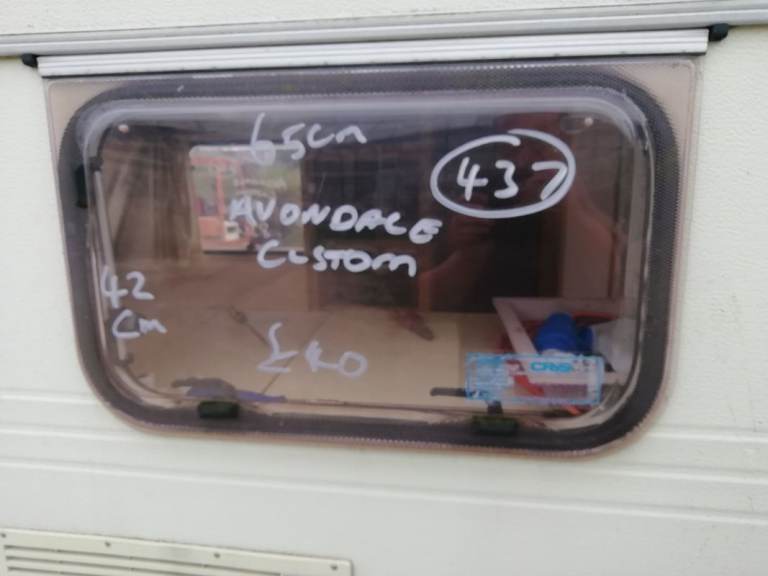 65cm
437
AVONDALE
CUSTOM
42
cm
£40